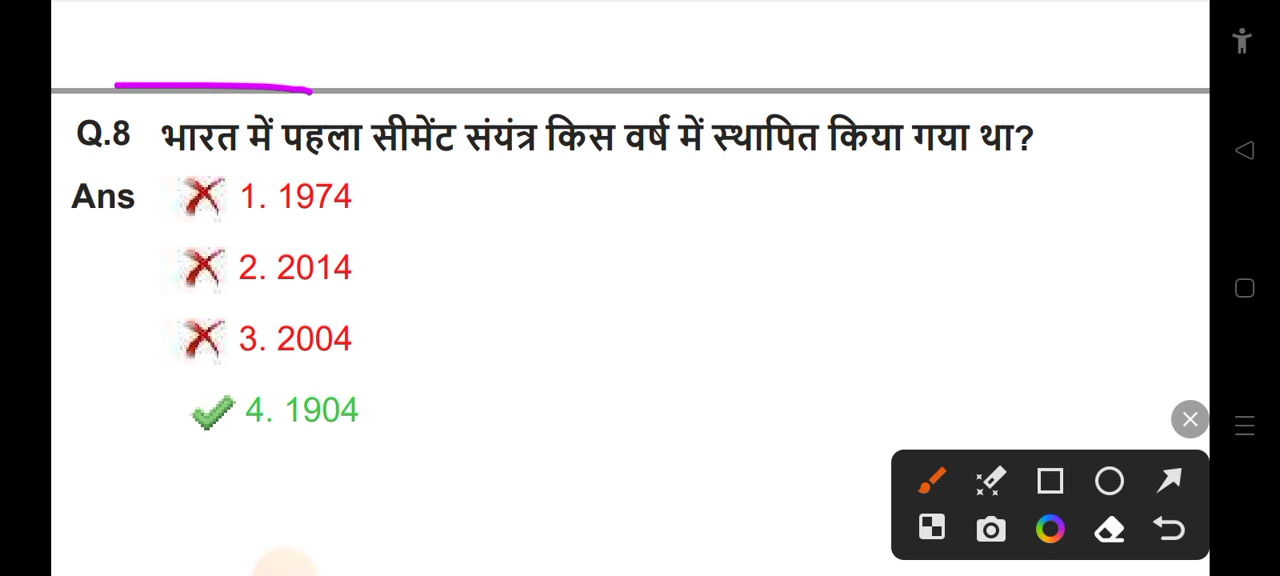 Q.8 भारत में पहला सीमेंट संयंत्र किस वर्ष में स्थापित किया गया था?
Ans 1. 1974
2. 2014
3. 2004
4. 1904